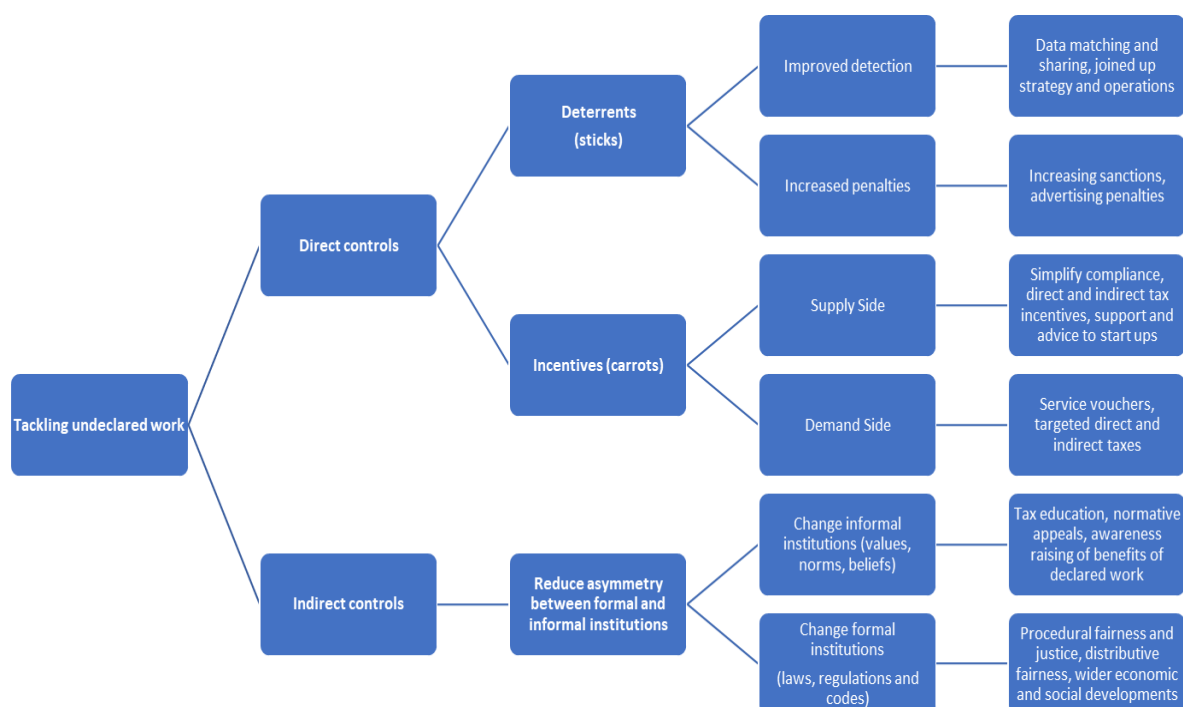 Tackling undeclared work
Direct controls
Deterrents
(sticks)
Improved detection
Data matching and
sharing, joined up
strategy and operations
Increased penalties
Increasing sanctions,
advertising penalties
Incentives (carrots)
Supply Side
Simplify compliance,
direct and indirect tax
incentives, support and
advice to start ups
Demand Side
Service vouchers,
targeted direct and
indirect taxes
Indirect controls
Reduce asymmetry
between formal and
informal institutions
Change informal
institutions (values,
norms, beliefs)
Tax education, normative
appeals, awareness
raising of benefits of
declared work
Change formal
institutions
(laws, regulations and
codes)
Procedural fairness and
justice, distributive
fairness, wider economic
and social developments